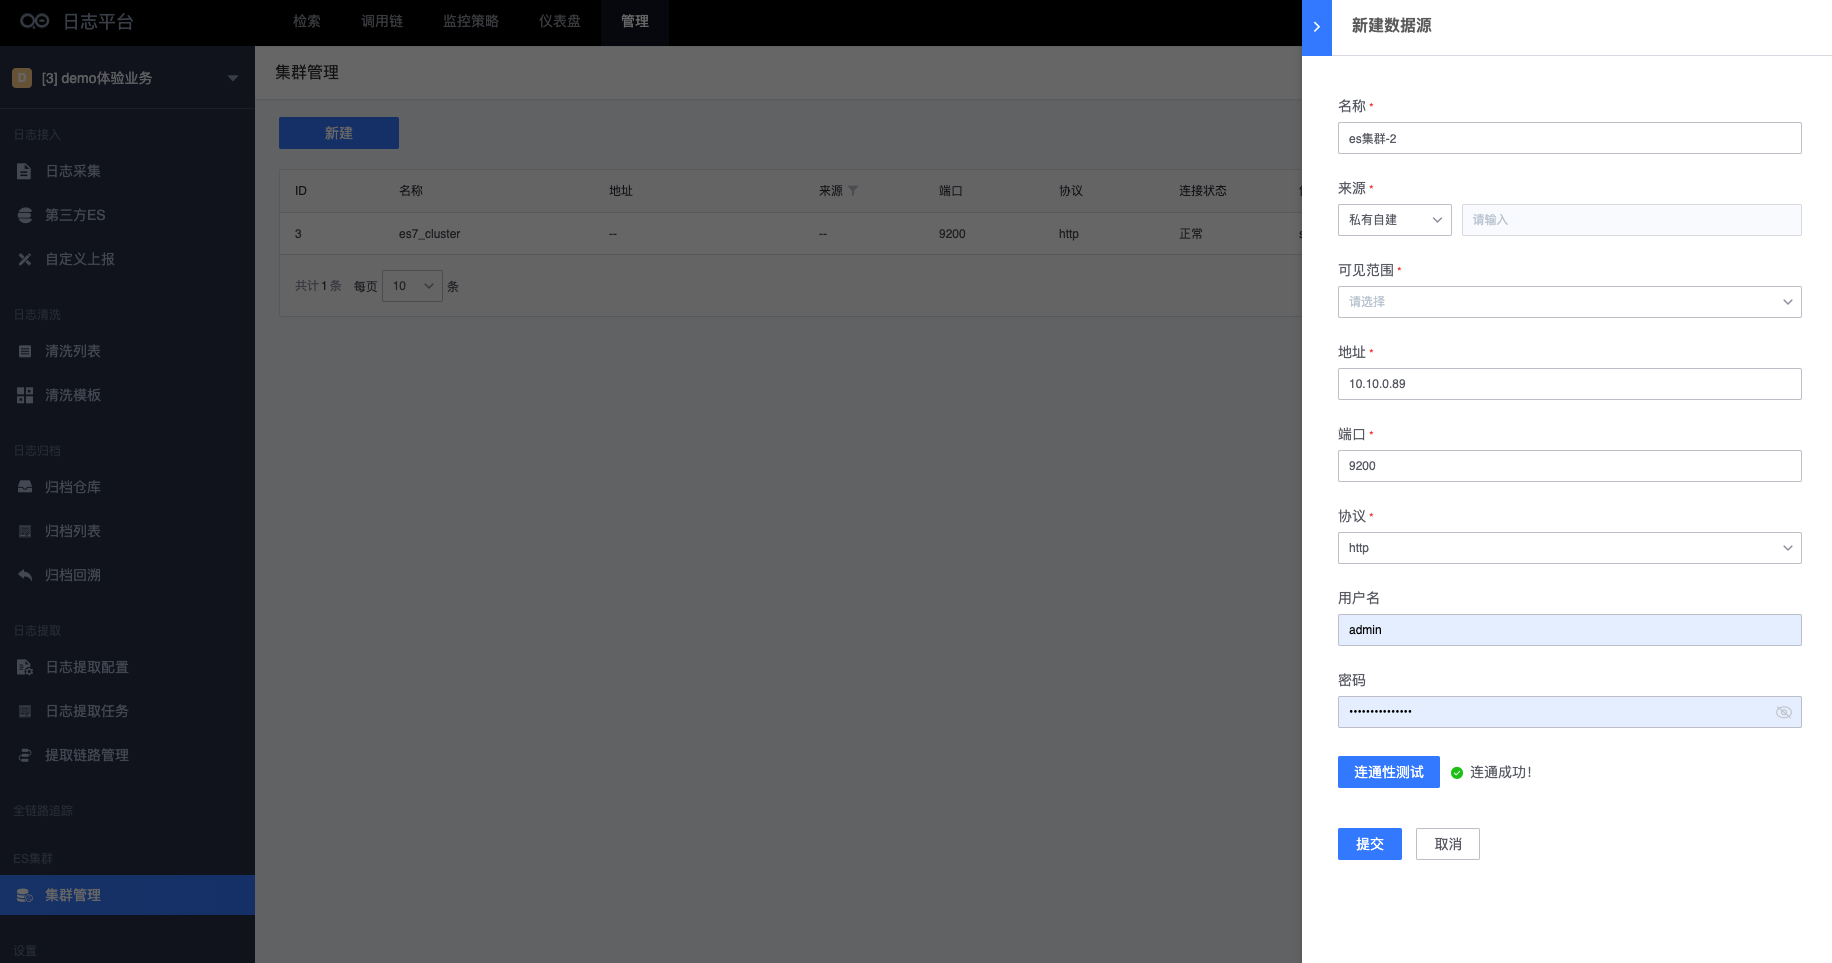 日志平台
检索 调用链 监控策略 仪表盘 管理
D [3] demo体验业务
日志接入
日志采集
第三方ES
自定义上报
日志清洗
清洗列表
清洗模板
日志归档
归档仓库
归档列表
归档回溯
日志提取
日志提取配置
日志提取任务
提取链路管理
全链路追踪
ES集群
集群管理
设置
集群管理
新建
ID 名称 地址 来源 端口 协议 连接状态
3 es7_cluster -- -- 9200 http 正常
共计1条 每页 10 条
新建数据源
名称 *
es集群-2
来源 *
私有自建 请输入
可见范围 *
请选择
地址 *
10.10.0.89
端口 *
9200
协议 *
http
用户名
admin
密码
•••••••••••••••
连通性测试 连通成功!
提交 取消